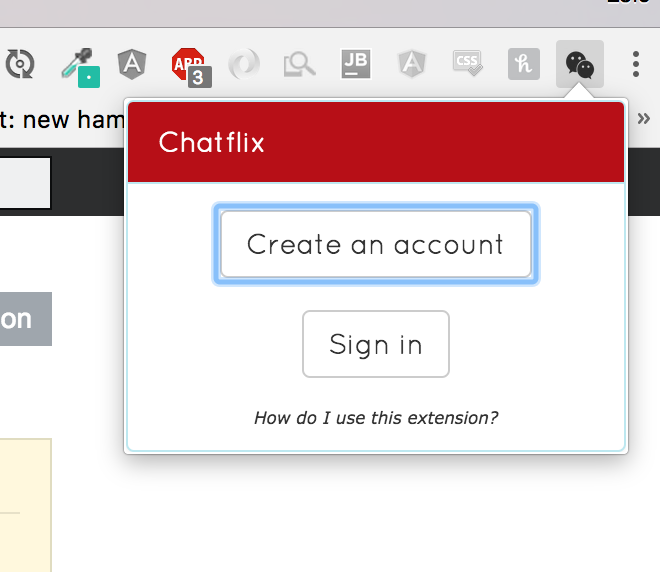 ABP
3
JB
CSS
h
t: new ham
»
Chatflix
on
Create an account
Sign in
How do I use this extension?